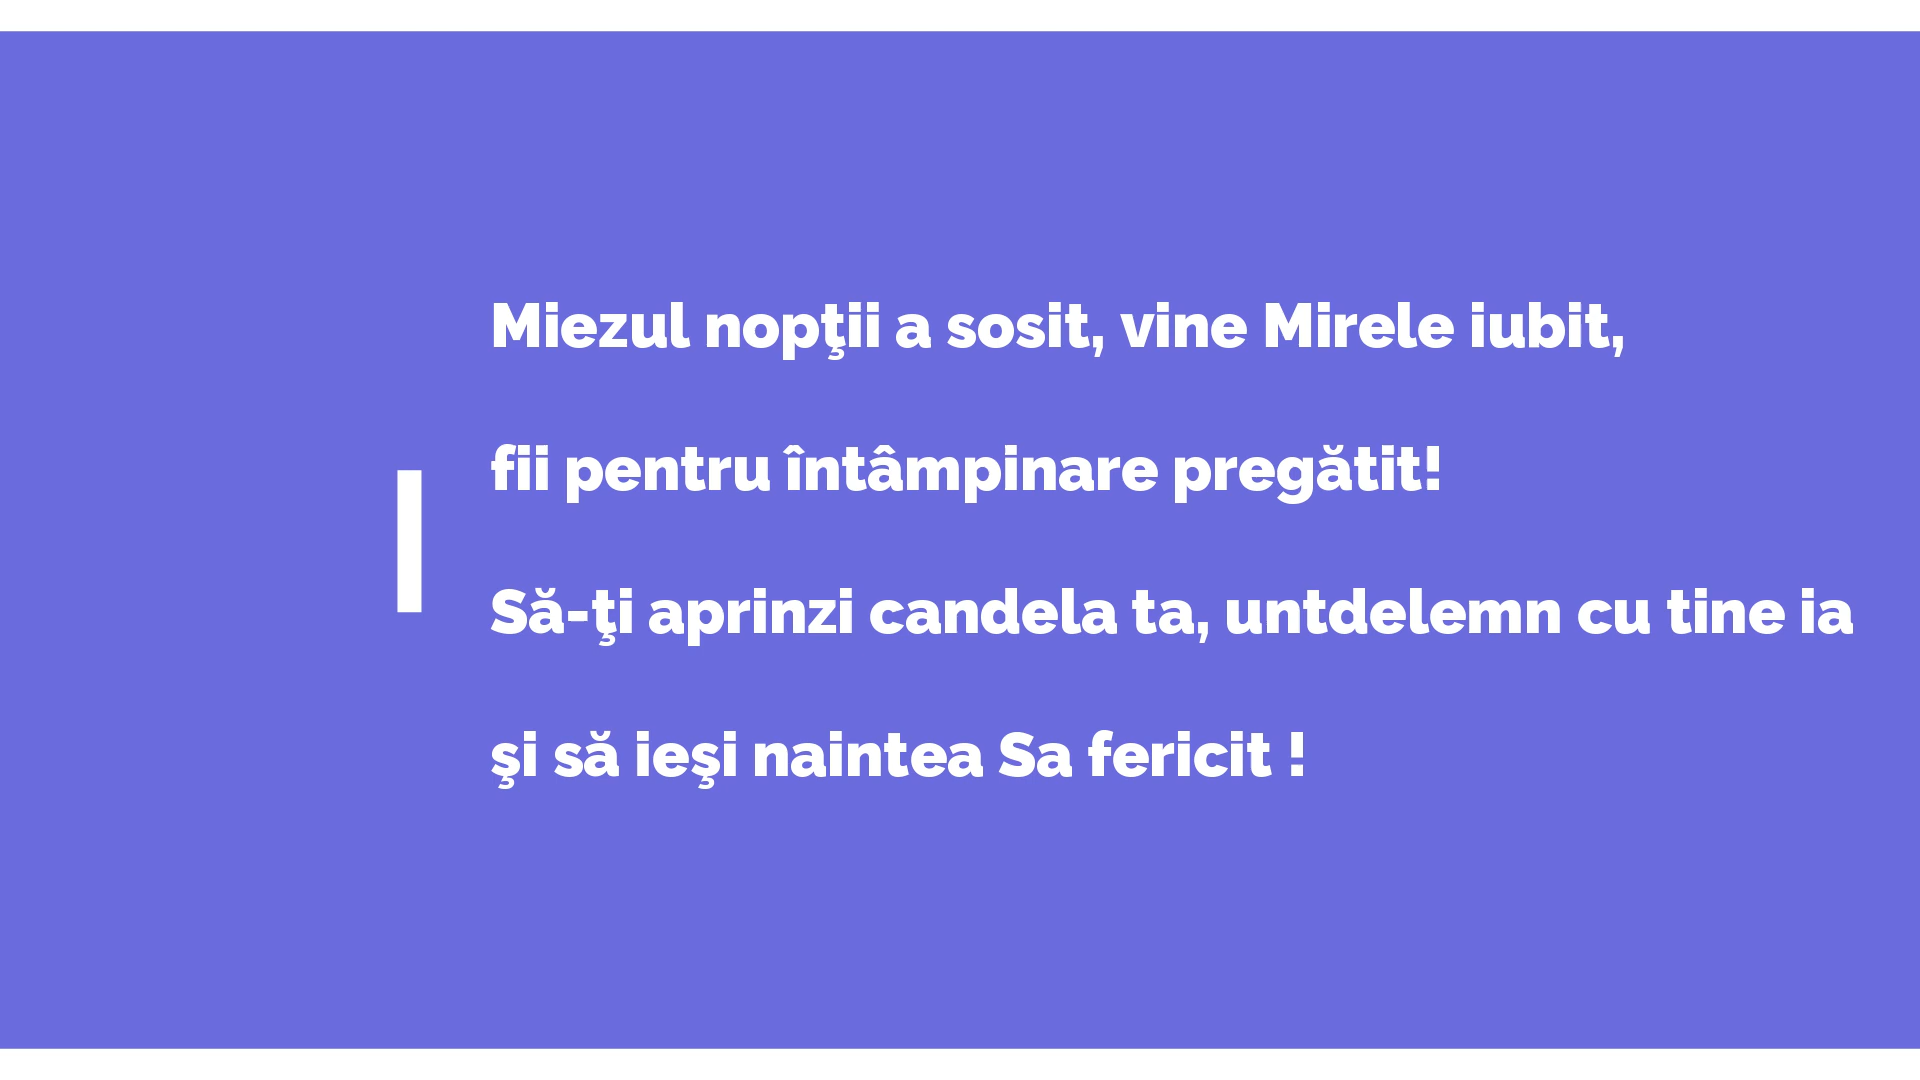 I
Miezul nopţii a sosit, vine Mirele iubit,
fii pentru întâmpinare pregătit!
Să-ţi aprinzi candela ta, untdelemn cu tine ia
şi să ieşi naintea Sa fericit !